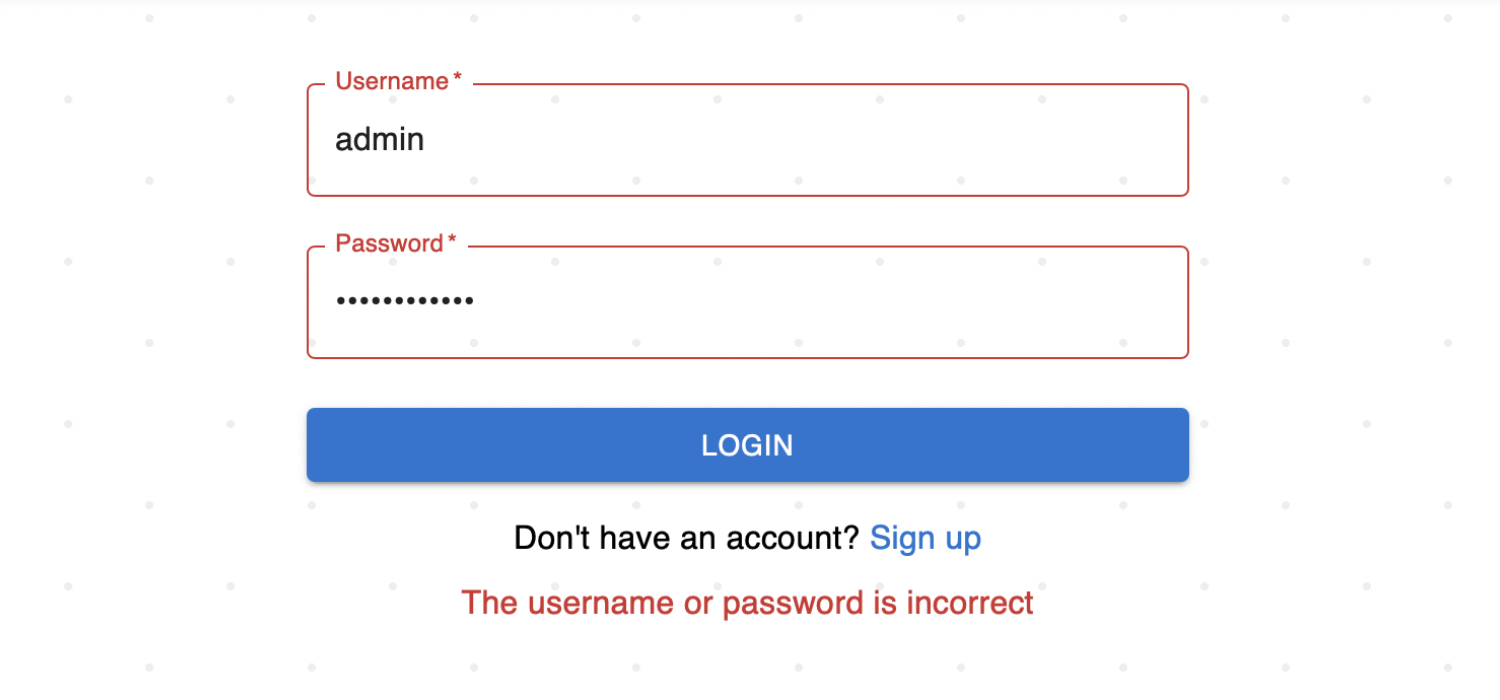 Username *
admin
Password *
••••••••••••
LOGIN
Don't have an account? Sign up
The username or password is incorrect